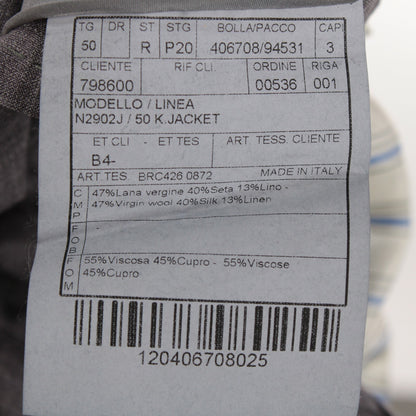 TG DR ST STG BOLLA/PACCO CAP
50 R P20 406708/94531 3
CLIENTE RIF CLI. ORDINE RIGA
798600 00536 001
MODELLO / LINEA
N2902J / 50 K.JACKET
ET CLI - ET TES ART. TESS. CLIENTE
B4-
ART.TES. BRC426 0872 MADE IN ITALY
CMP 47%Lana vergine 40%Seta 13%Lino -
47%Virgin wool 40%Silk 13%Linen
FOB
FOM 55%Viscosa 45%Cupro - 55%Viscose
45%Cupro
120406708025